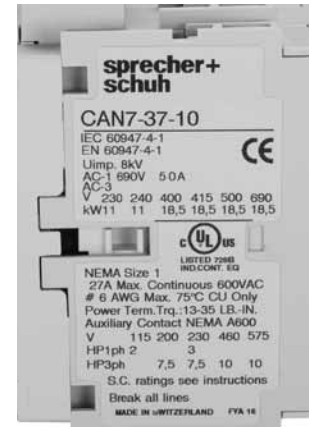 sprecher+
schuh
CAN7-37-10
IEC 60947-4-1
EN 60947-4-1
CE
Uimp. 8kV
AC-1 690V 50A
AC-3
V 230 240 400 415 500 690
kW11 11 18,5 18,5 18,5 18,5
c UL US
LISTED 726B
IND.CONT. EQ
NEMA Size 1
27A Max. Continuous 600VAC
# 6 AWG Max. 75°C CU Only
Power Term.Trq.:13-35 LB.-IN.
Auxiliary Contact NEMA A600
V 115 200 230 460 575
HP1ph 2 3
HP3ph 7,5 7,5 10 10
S.C. ratings see instructions
Break all lines
MADE IN SWITZERLAND FYA 16